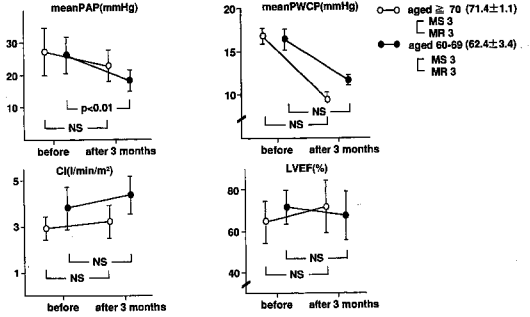 meanPAP(mmHg)
30
20
10
p<0.01
NS
before after 3 months
meanPWCP(mmHg)
20
15
10
NS
NS
before after 3 months
aged ≧ 70 (71.4±1.1)
MS 3
MR 3
aged 60-69 (62.4±3.4)
MS 3
MR 3
CI(l/min/m²)
5
3
1
NS
NS
before after 3 months
LVEF(%)
80
60
40
NS
NS
before after 3 months